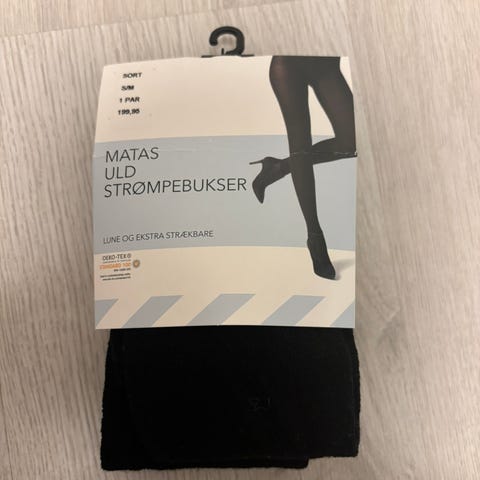 SORT
S/M
1 PAR
199,95
MATAS
ULD
STRØMPEBUKSER
LUNE OG EKSTRA STRÆKBARE
OEKO-TEX®
STANDARD 100